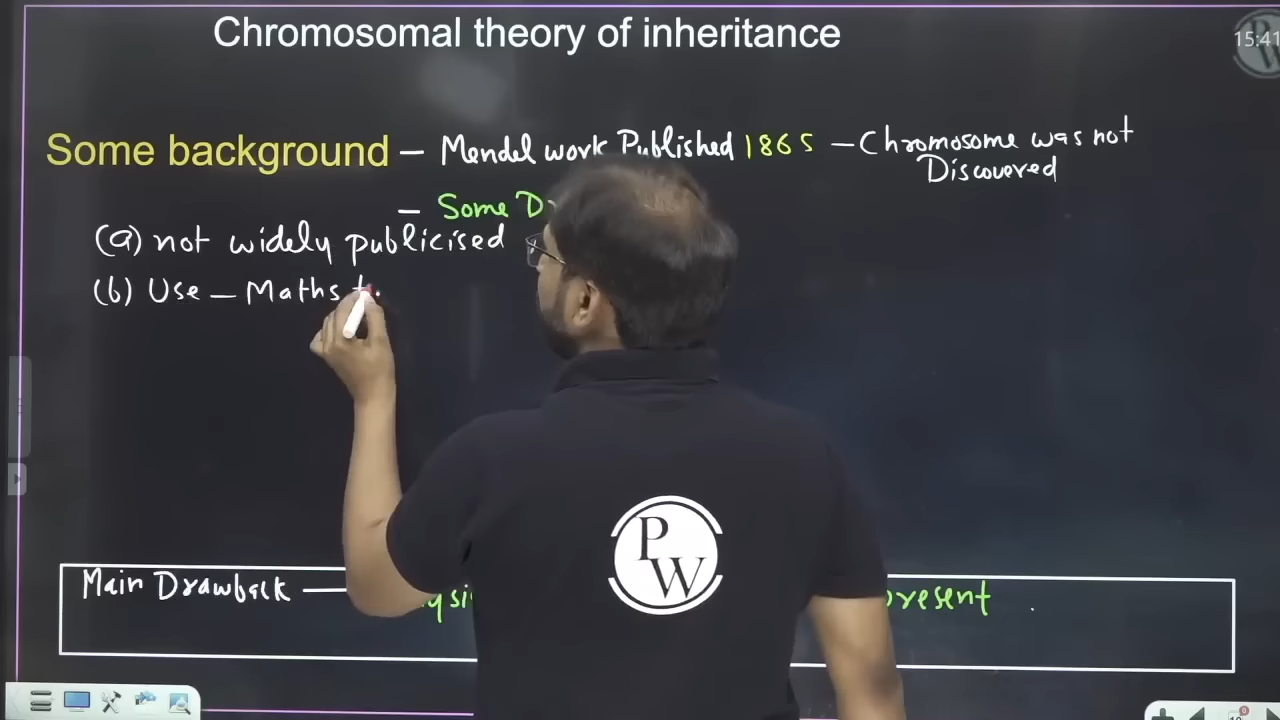 Chromosomal theory of inheritance
15:41
Some background – Mendel work Published 1865 – Chromosome was not
Discovered
– Some D
(a) not widely publicised
(b) Use – Maths
Main Drawback — present .
P
W